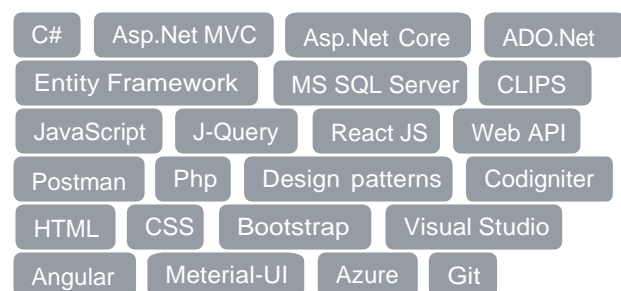 C# Asp.Net MVC Asp.Net Core ADO.Net
Entity Framework MS SQL Server CLIPS
JavaScript J-Query React JS Web API
Postman Php Design patterns Codigniter
HTML CSS Bootstrap Visual Studio
Angular Meterial-UI Azure Git